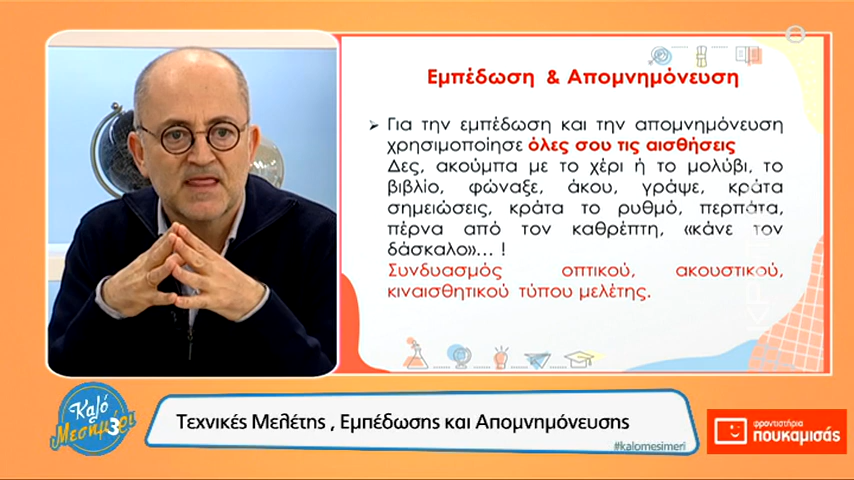 Εμπέδωση & Απομνημόνευση
Για την εμπέδωση και την απομνημόνευση
χρησιμοποίησε όλες σου τις αισθήσεις
Δες, ακούμπα με το χέρι ή το μολύβι, το
βιβλίο, φώναξε, άκου, γράψε, κράτα
σημειώσεις, κράτα το ρυθμό, περπάτα,
πέρνα από τον καθρέπτη, «κάνε τον
δάσκαλο»... !
Συνδυασμός οπτικού, ακουστικού,
κιναισθητικού τύπου μελέτης.
Καλό
Μεσημέρι
3
Τεχνικές Μελέτης , Εμπέδωσης και Απομνημόνευσης
#kalomesimeri
φροντιστήρια
πουκαμισάς